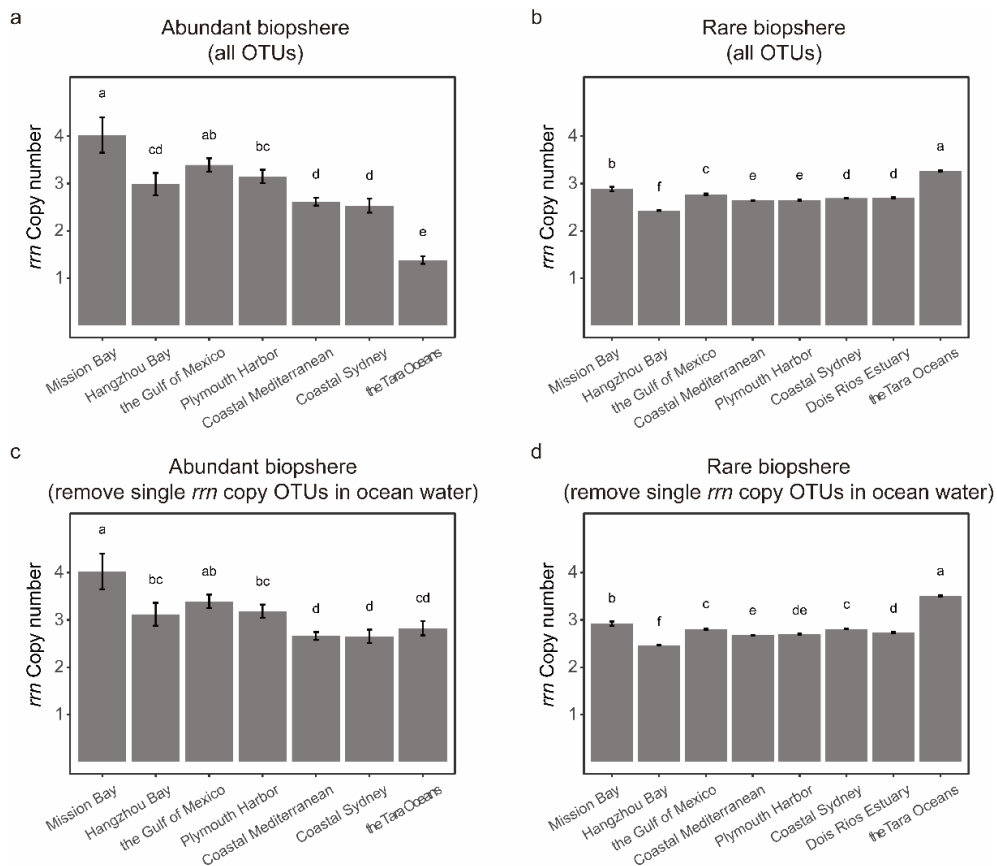 a
Abundant biopshere
(all OTUs)
rrn Copy number
4
3
2
1
a
cd
ab
bc
d
d
e
Mission Bay
Hangzhou Bay
the Gulf of Mexico
Plymouth Harbor
Coastal Mediterranean
Coastal Sydney
the Tara Oceans
b
Rare biopshere
(all OTUs)
rrn Copy number
4
3
2
1
b
f
c
e
e
d
d
a
Mission Bay
Hangzhou Bay
the Gulf of Mexico
Coastal Mediterranean
Plymouth Harbor
Coastal Sydney
Dois Rios Estuary
the Tara Oceans
c
Abundant biopshere
(remove single rrn copy OTUs in ocean water)
rrn Copy number
4
3
2
1
a
bc
ab
bc
d
d
cd
Mission Bay
Hangzhou Bay
the Gulf of Mexico
Plymouth Harbor
Coastal Mediterranean
Coastal Sydney
the Tara Oceans
d
Rare biopshere
(remove single rrn copy OTUs in ocean water)
rrn Copy number
4
3
2
1
b
f
c
e
de
c
d
a
Mission Bay
Hangzhou Bay
the Gulf of Mexico
Coastal Mediterranean
Plymouth Harbor
Coastal Sydney
Dois Rios Estuary
the Tara Oceans